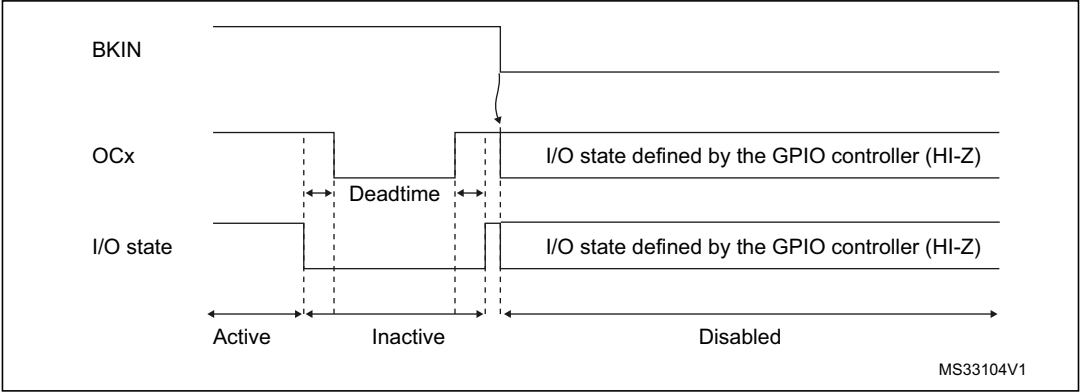 BKIN
OCx
I/O state defined by the GPIO controller (HI-Z)
Deadtime
I/O state
I/O state defined by the GPIO controller (HI-Z)
Active
Inactive
Disabled
MS33104V1